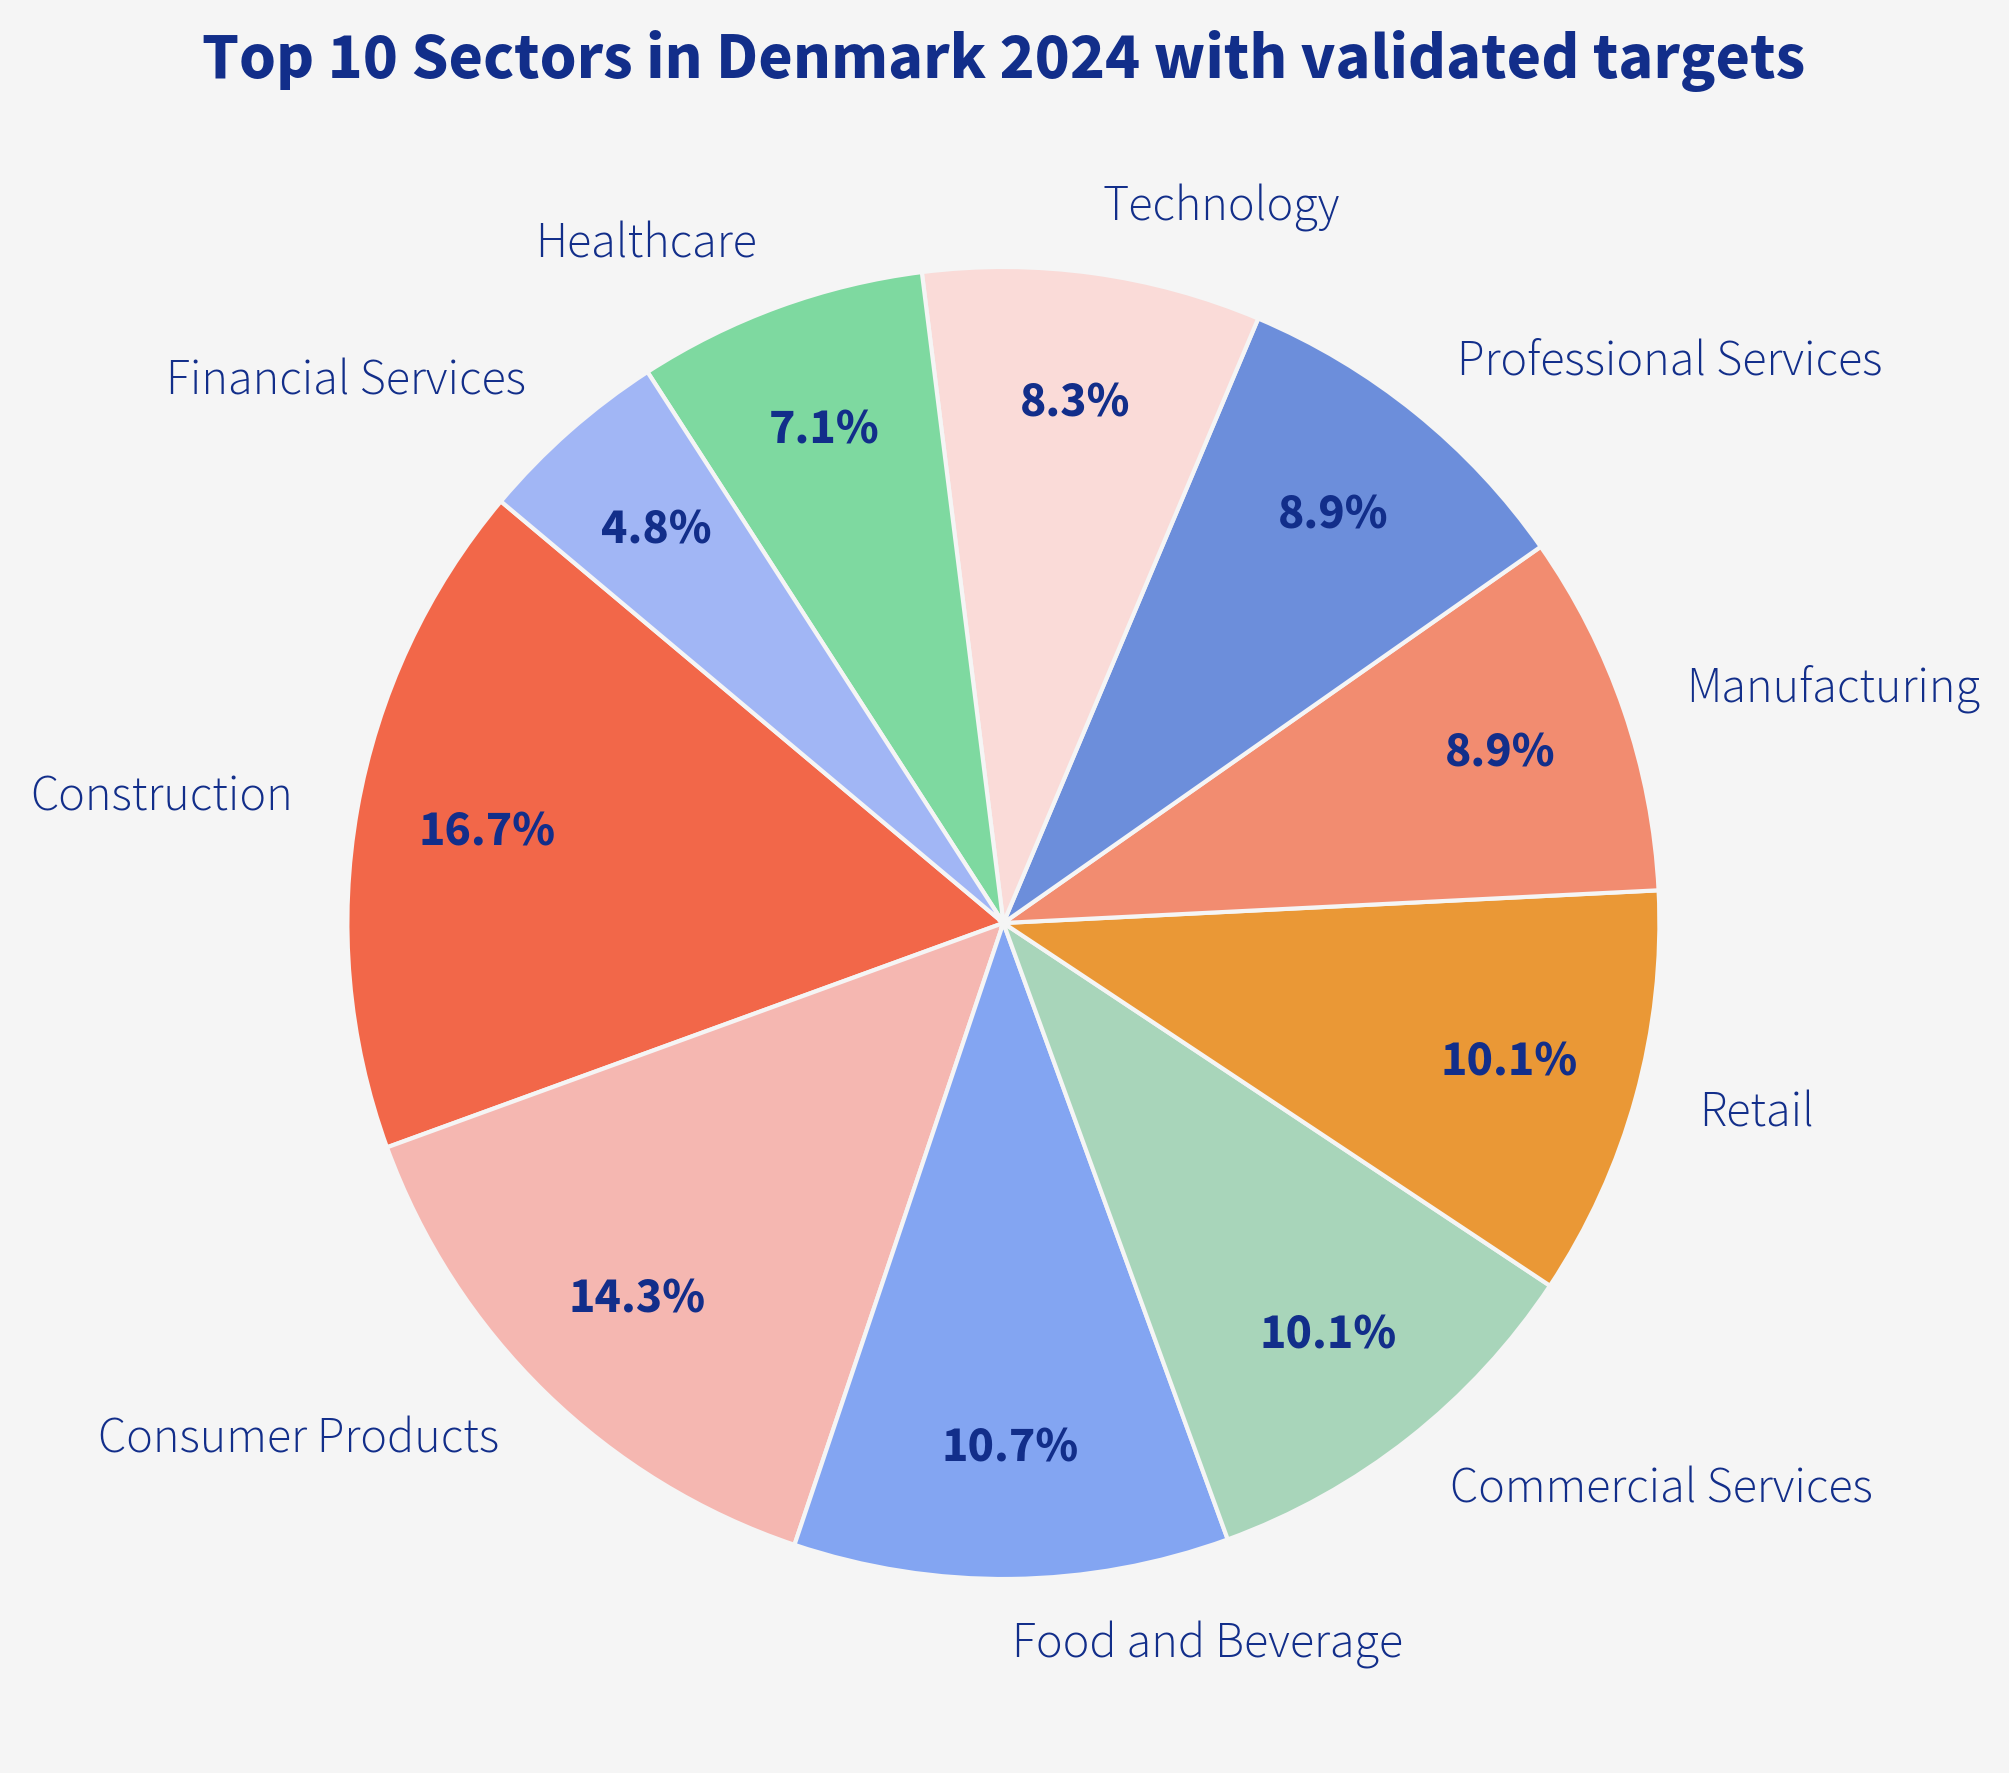 Top 10 Sectors in Denmark 2024 with validated targets
Technology
Healthcare
Professional Services
Financial Services
8.3%
7.1%
8.9%
4.8%
Manufacturing
8.9%
Construction
16.7%
10.1%
Retail
14.3%
10.1%
Consumer Products
10.7%
Commercial Services
Food and Beverage